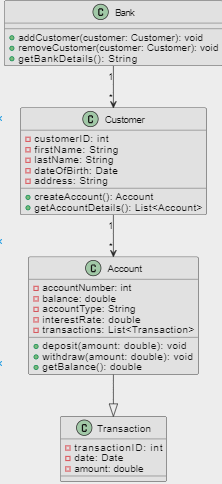 C Bank
+ addCustomer(customer: Customer): void
+ removeCustomer(customer: Customer): void
+ getBankDetails(): String
1
*
C Customer
- customerID: int
- firstName: String
- lastName: String
- dateOfBirth: Date
- address: String
+ createAccount(): Account
+ getAccountDetails(): List<Account>
1
*
C Account
- accountNumber: int
- balance: double
- accountType: String
- interestRate: double
- transactions: List<Transaction>
+ deposit(amount: double): void
+ withdraw(amount: double): void
+ getBalance(): double
C Transaction
- transactionID: int
- date: Date
- amount: double